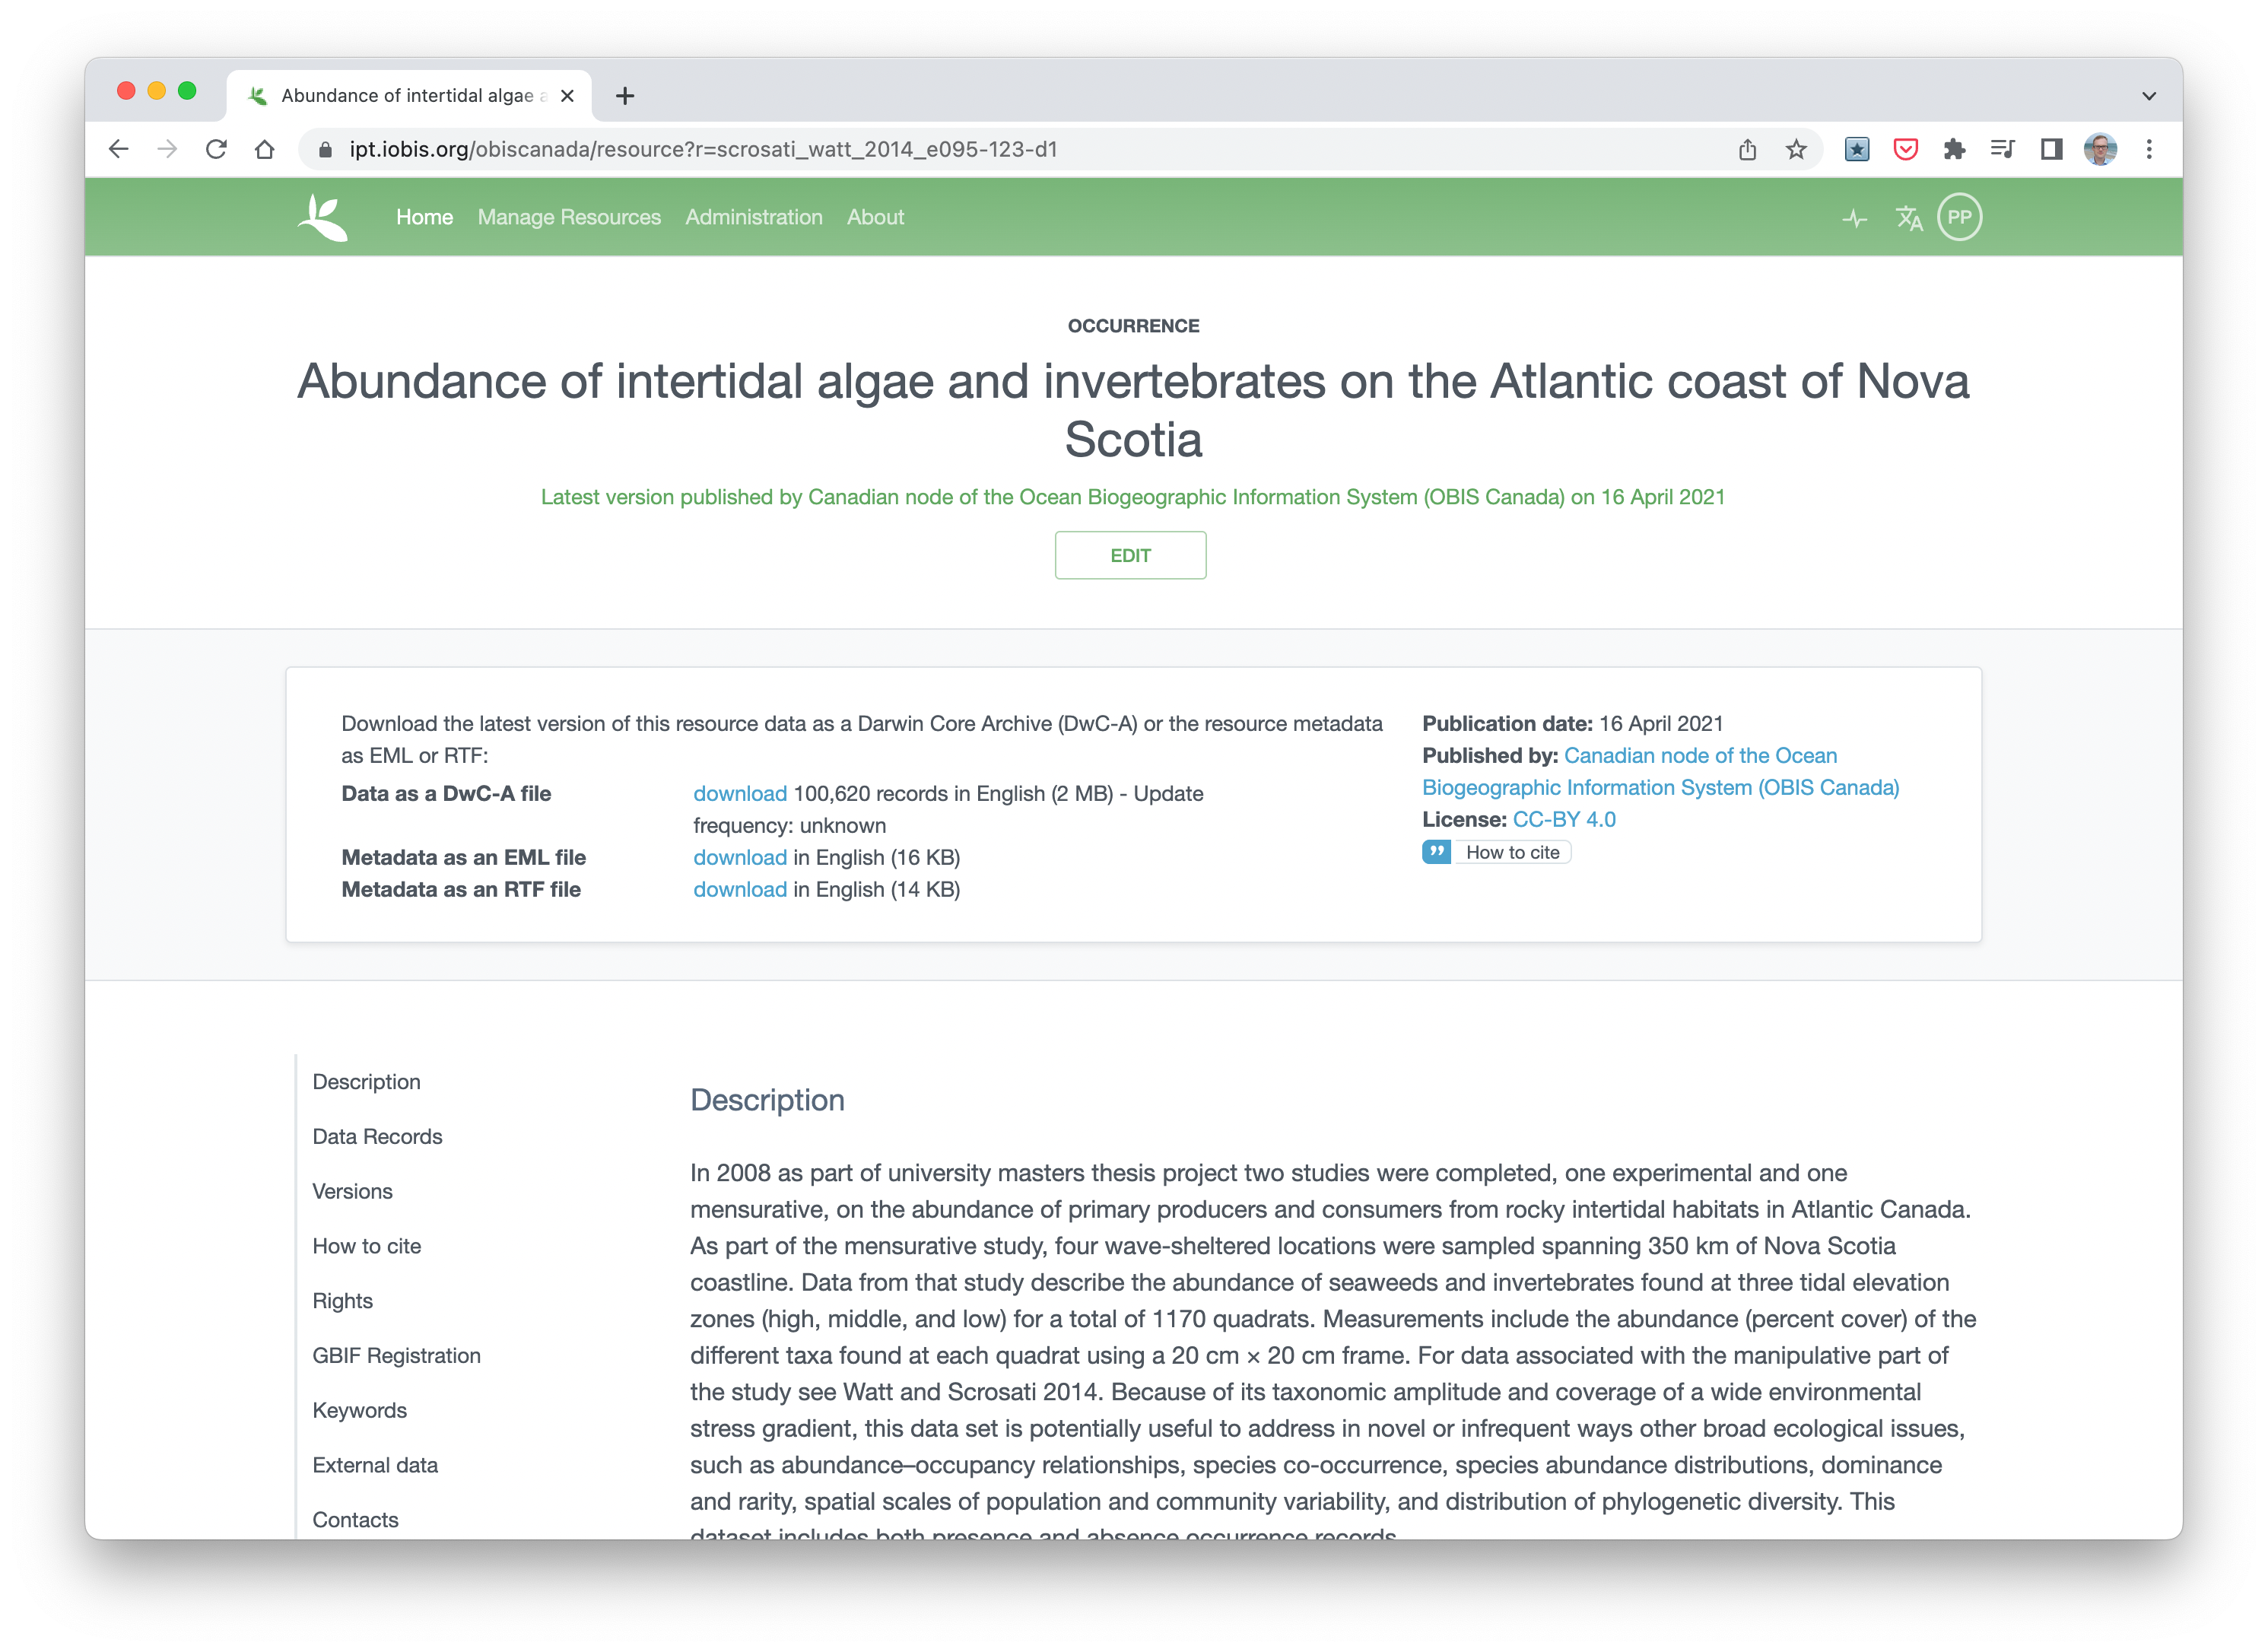 Abundance of intertidal algae a
ipt.iobis.org/obiscanada/resource?r=scrosati_watt_2014_e095-123-d1
Home Manage Resources Administration About
PP
OCCURRENCE
Abundance of intertidal algae and invertebrates on the Atlantic coast of Nova
Scotia
Latest version published by Canadian node of the Ocean Biogeographic Information System (OBIS Canada) on 16 April 2021
EDIT
Download the latest version of this resource data as a Darwin Core Archive (DwC-A) or the resource metadata
as EML or RTF:
Data as a DwC-A file download 100,620 records in English (2 MB) - Update
frequency: unknown
Metadata as an EML file download in English (16 KB)
Metadata as an RTF file download in English (14 KB)
Publication date: 16 April 2021
Published by: Canadian node of the Ocean
Biogeographic Information System (OBIS Canada)
License: CC-BY 4.0
How to cite
Description
Data Records
Versions
How to cite
Rights
GBIF Registration
Keywords
External data
Contacts
Description
In 2008 as part of university masters thesis project two studies were completed, one experimental and one
mensurative, on the abundance of primary producers and consumers from rocky intertidal habitats in Atlantic Canada.
As part of the mensurative study, four wave-sheltered locations were sampled spanning 350 km of Nova Scotia
coastline. Data from that study describe the abundance of seaweeds and invertebrates found at three tidal elevation
zones (high, middle, and low) for a total of 1170 quadrats. Measurements include the abundance (percent cover) of the
different taxa found at each quadrat using a 20 cm × 20 cm frame. For data associated with the manipulative part of
the study see Watt and Scrosati 2014. Because of its taxonomic amplitude and coverage of a wide environmental
stress gradient, this data set is potentially useful to address in novel or infrequent ways other broad ecological issues,
such as abundance–occupancy relationships, species co-occurrence, species abundance distributions, dominance
and rarity, spatial scales of population and community variability, and distribution of phylogenetic diversity. This
dataset includes both presence and absence occurrence records.